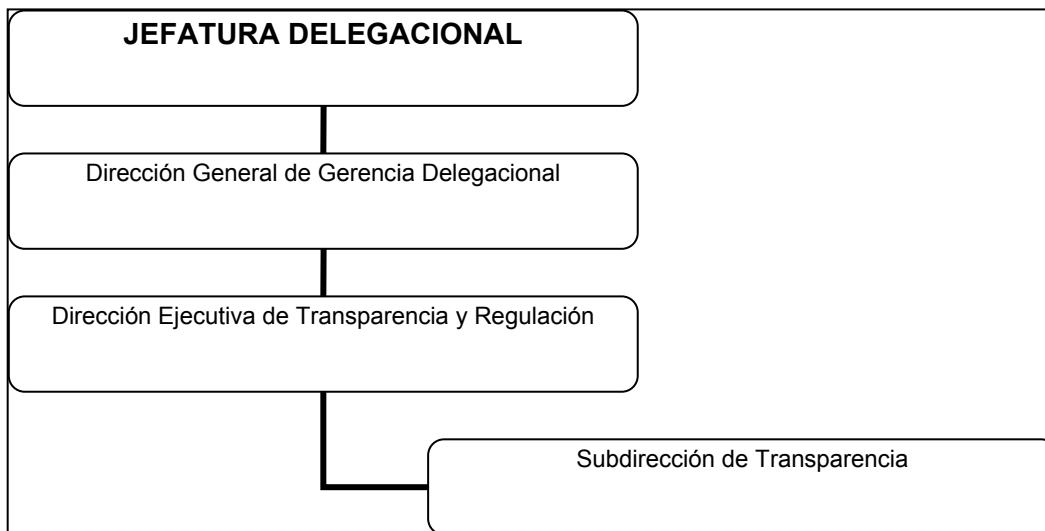 JEFATURA DELEGACIONAL
Dirección General de Gerencia Delegacional
Dirección Ejecutiva de Transparencia y Regulación
Subdirección de Transparencia